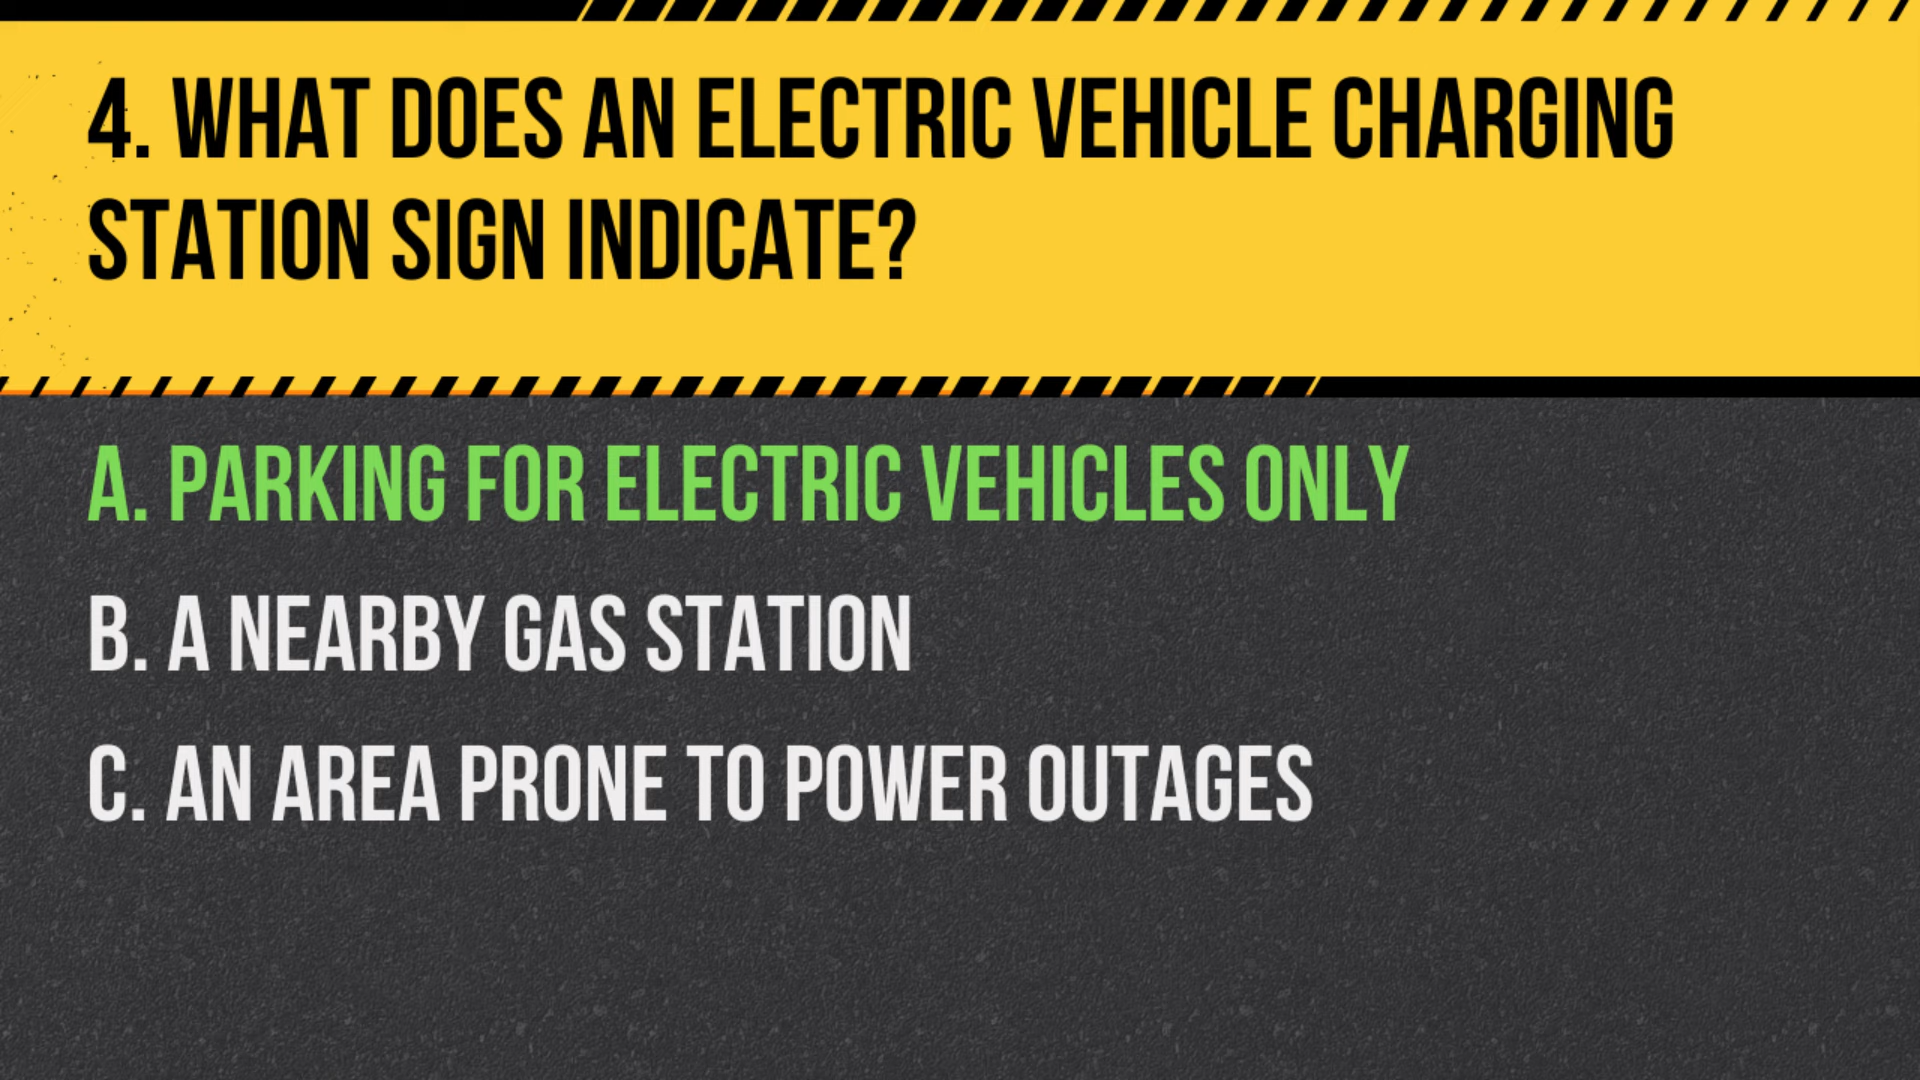 4. WHAT DOES AN ELECTRIC VEHICLE CHARGING
STATION SIGN INDICATE?
A. PARKING FOR ELECTRIC VEHICLES ONLY
B. A NEARBY GAS STATION
C. AN AREA PRONE TO POWER OUTAGES